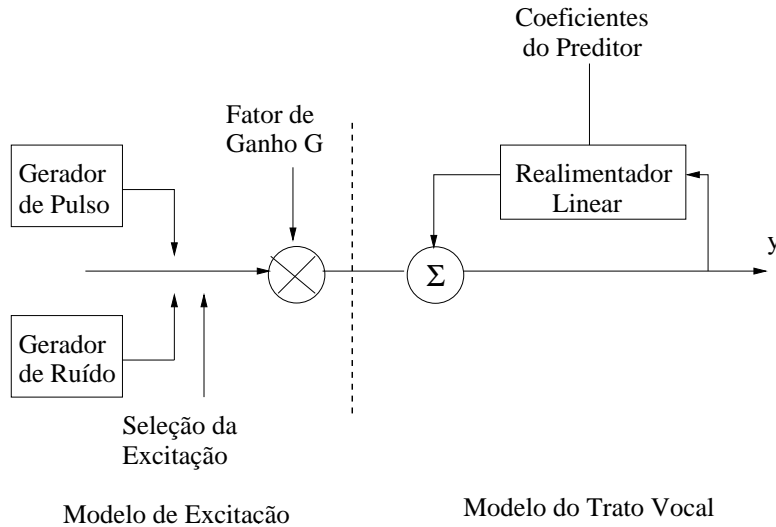 Coeficientes
do Preditor
Fator de
Ganho G
Gerador
de Pulso
Realimentador
Linear
y
Σ
Gerador
de Ruído
Seleção da
Excitação
Modelo de Excitação
Modelo do Trato Vocal